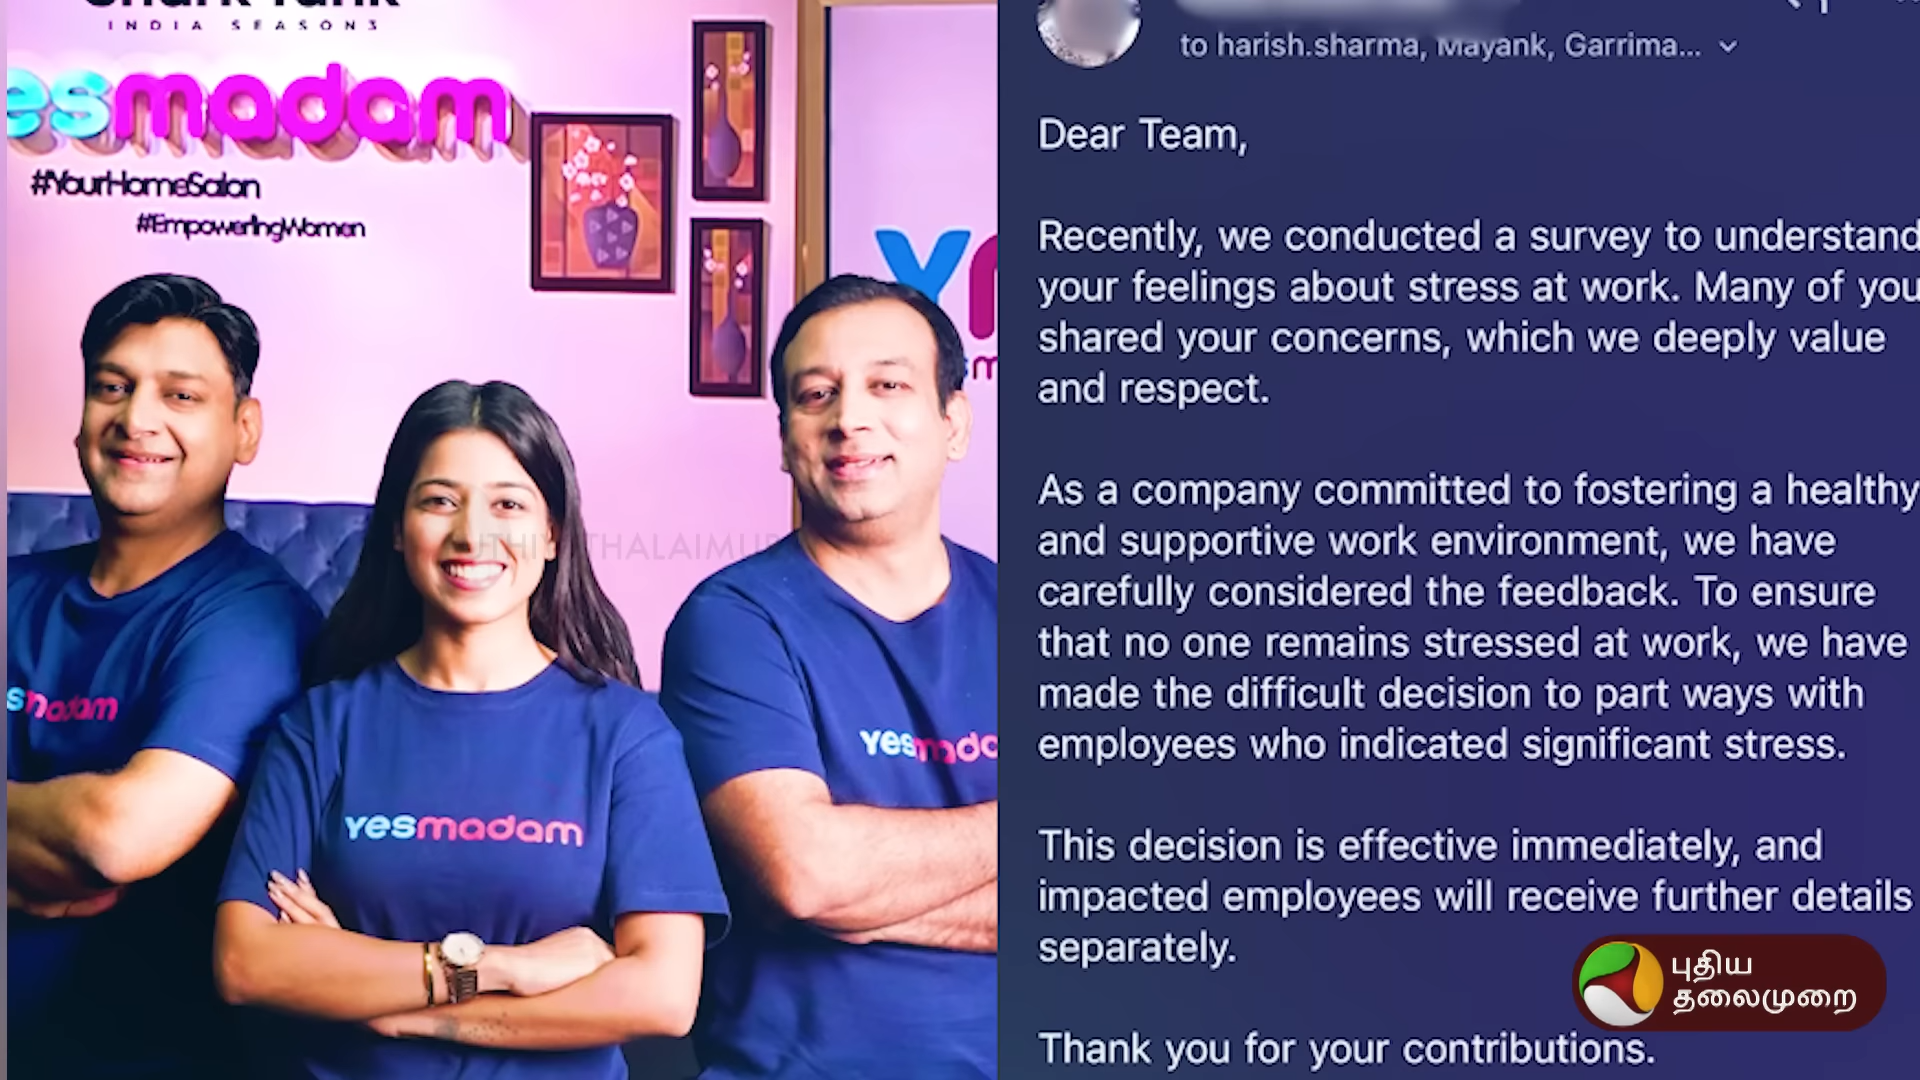 INDIA SEASON 3
esmadam
#YourHomeSalon
#EmpoweringWomen
smadam
yesmadam
yesmado
to harish.sharma, Mayank, Garrima...
Dear Team,
Recently, we conducted a survey to understand
your feelings about stress at work. Many of you
shared your concerns, which we deeply value
and respect.
As a company committed to fostering a healthy
and supportive work environment, we have
carefully considered the feedback. To ensure
that no one remains stressed at work, we have
made the difficult decision to part ways with
employees who indicated significant stress.
This decision is effective immediately, and
impacted employees will receive further details
separately.
Thank you for your contributions.
புதிய
தலைமுறை